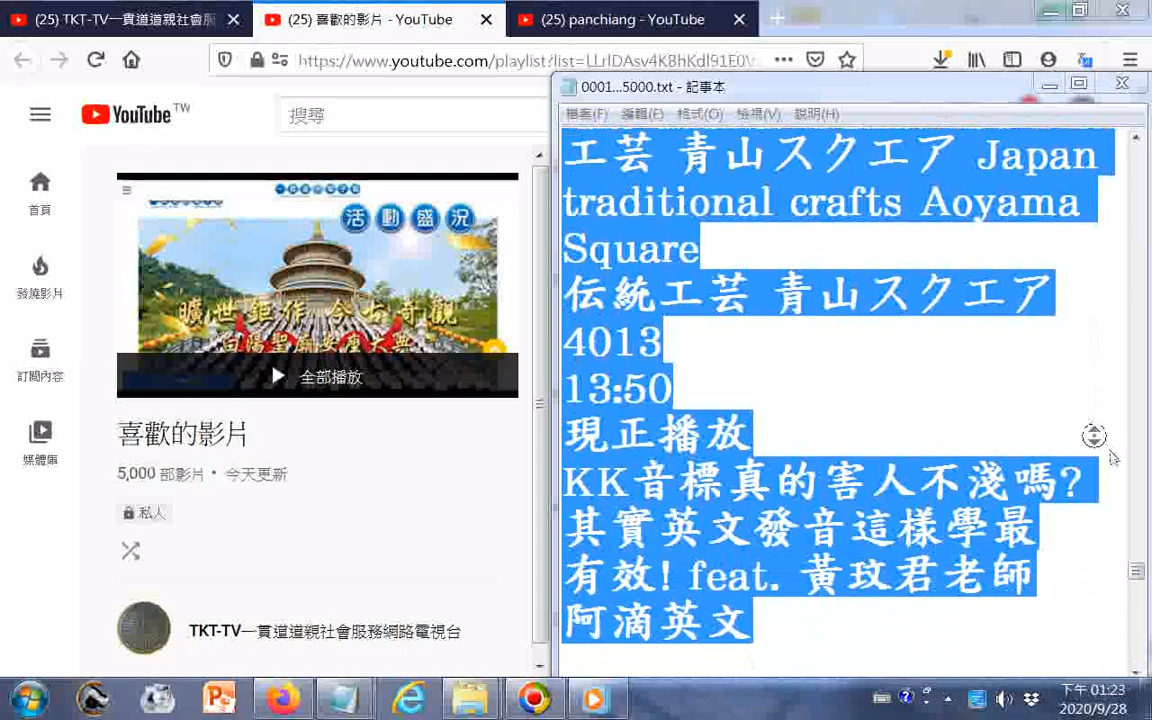 (25) TKT-TV一貫道道親社會服
(25) 喜歡的影片 - YouTube
(25) panchiang - YouTube
https://www.youtube.com/playlist?list=LLrlDAsv4KBhKdl91E0V
0001...5000.txt - 記事本
檔案(F) 編輯(E) 格式(O) 檢視(V) 說明(H)
YouTube TW
搜尋
首頁
發燒影片
訂閱內容
媒體庫
活動盛況
曠世鉅作 今古奇觀
全部播放
喜歡的影片
5,000 部影片・今天更新
私人
TKT-TV一貫道道親社會服務網路電視台
工芸 青山スクエア Japan
traditional crafts Aoyama
Square
伝統工芸 青山スクエア
4013
13:50
現正播放
KK音標真的害人不淺嗎?
其實英文發音這樣學最
有效! feat. 黃玟君老師
阿滴英文
下午 01:23
2020/9/28